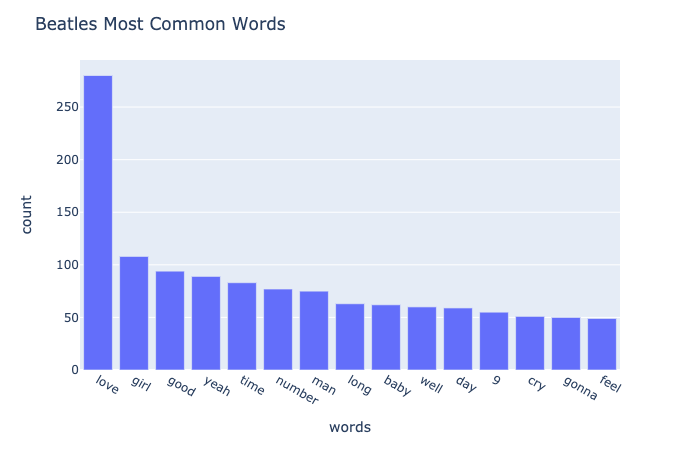 Beatles Most Common Words
250
200
150
100
50
0
count
love girl good yeah time number man long baby well day 9 cry gonna feel
words